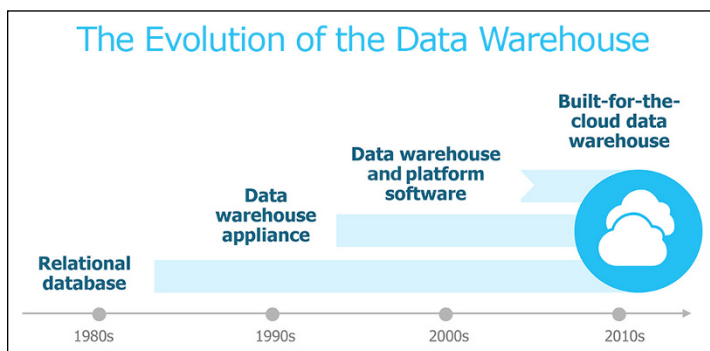 The Evolution of the Data Warehouse
Built-for-the-
cloud data
warehouse
Data warehouse
and platform
software
Data
warehouse
appliance
Relational
database
1980s
1990s
2000s
2010s